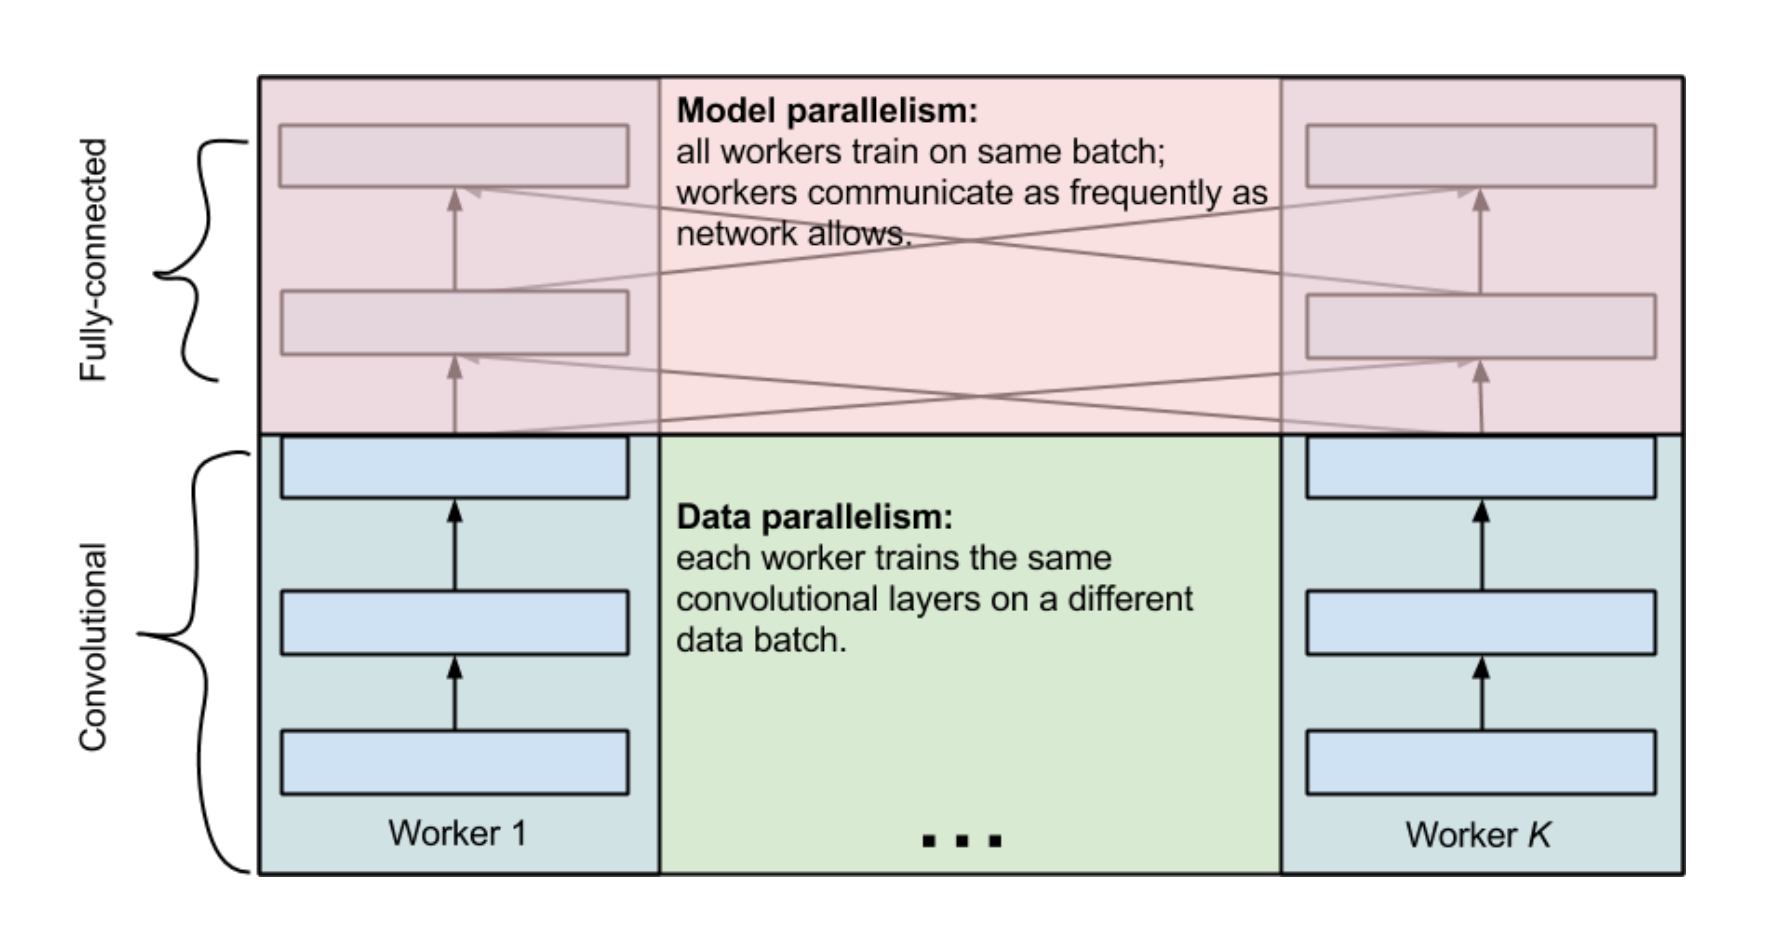 Fully-connected
Model parallelism:
all workers train on same batch;
workers communicate as frequently as
network allows.
Convolutional
Data parallelism:
each worker trains the same
convolutional layers on a different
data batch.
Worker 1
...
Worker K